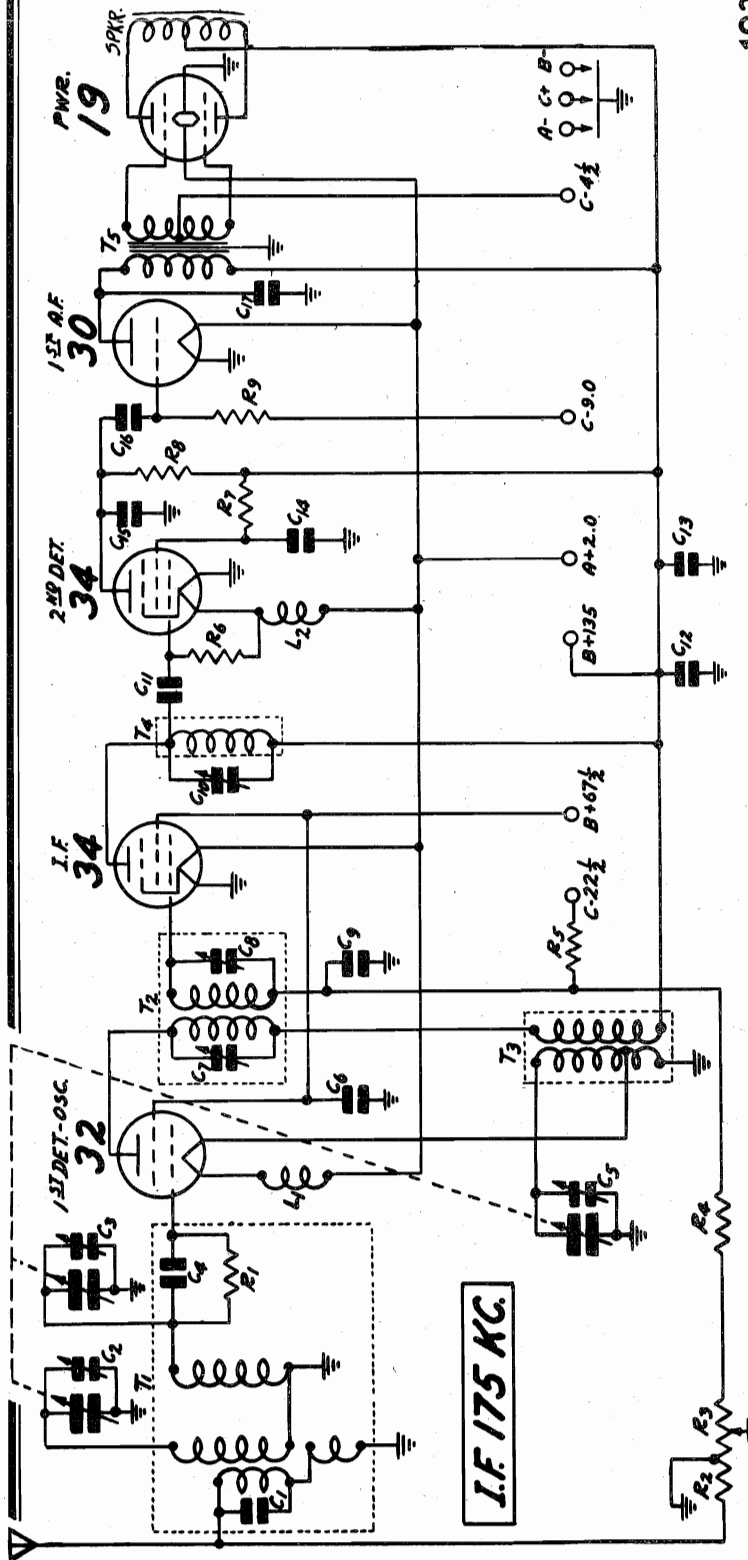 SPKR.
PWR.
19
T5
1ST A.F.
30
C17
C16
R9
R8
C15
R7
C14
2ND DET.
34
R6
L2
C11
T4
C10
I.F.
34
T2
C8
C7
C9
1ST DET.-OSC.
32
C6
L1
C3
C2
C4
R1
T1
C1
T3
C5
R5
C-22½
B+67½
B+135
A+2.0
C-9.0
C-4½
A- C+ B-
C12
C13
R4
R3
R2
I.F. 175 KC.